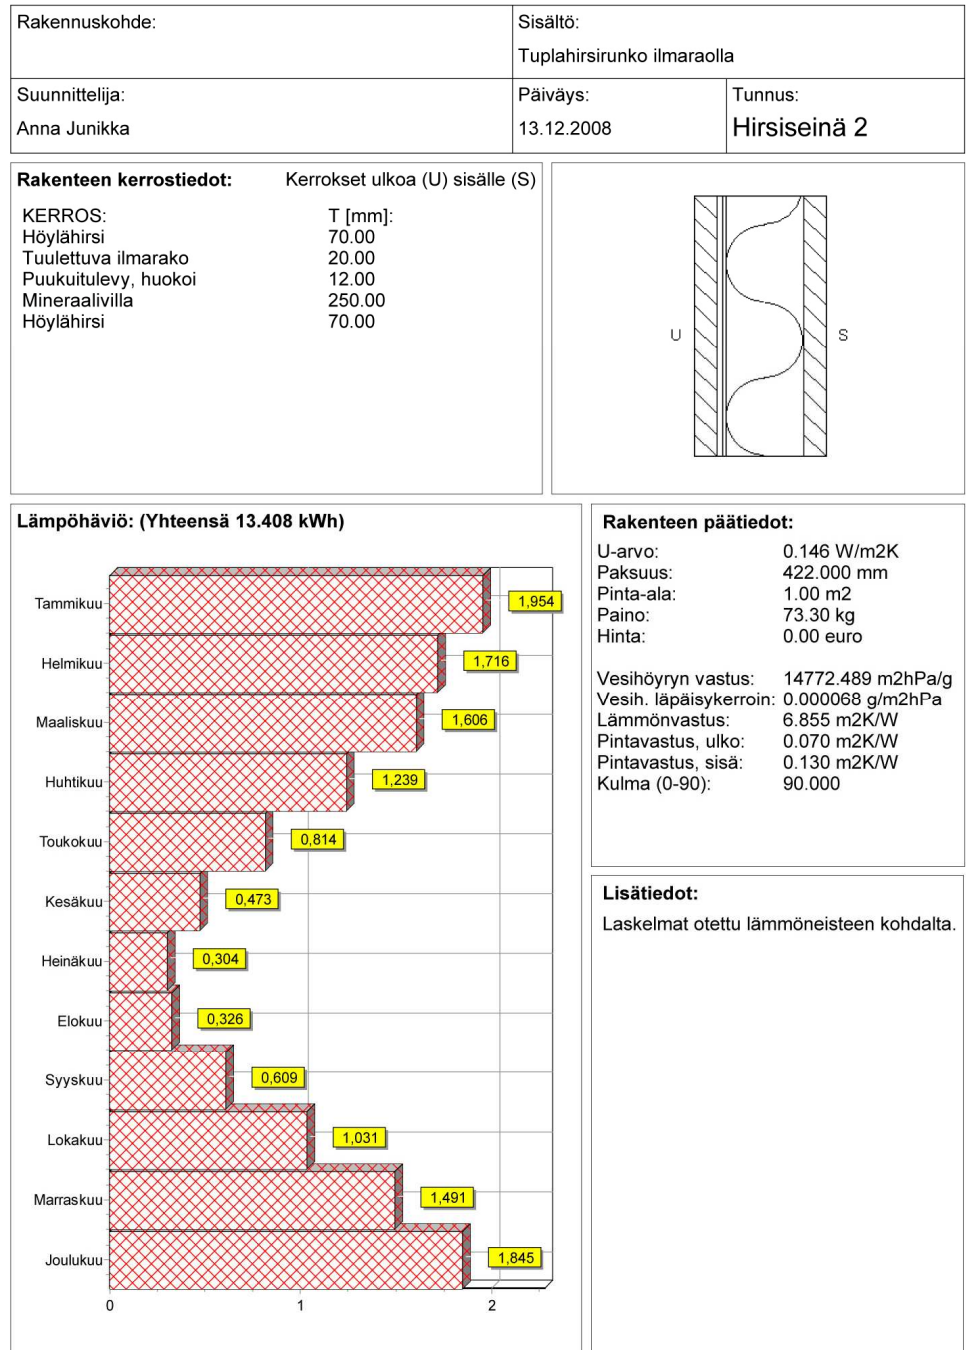 Rakennuskohde:
Sisältö:
Tuplahirsirunko ilmaraolla
Suunnittelija:
Anna Junikka
Päiväys:
13.12.2008
Tunnus:
Hirsiseinä 2
Rakenteen kerrostiedot: Kerrokset ulkoa (U) sisälle (S)
KERROS: T [mm]:
Höylähirsi 70.00
Tuulettuva ilmarako 20.00
Puukuitulevy, huokoi 12.00
Mineraalivilla 250.00
Höylähirsi 70.00
U S
Lämpöhäviö: (Yhteensä 13.408 kWh)
Tammikuu 1,954
Helmikuu 1,716
Maaliskuu 1,606
Huhtikuu 1,239
Toukokuu 0,814
Kesäkuu 0,473
Heinäkuu 0,304
Elokuu 0,326
Syyskuu 0,609
Lokakuu 1,031
Marraskuu 1,491
Joulukuu 1,845
0 1 2
Rakenteen päätiedot:
U-arvo: 0.146 W/m2K
Paksuus: 422.000 mm
Pinta-ala: 1.00 m2
Paino: 73.30 kg
Hinta: 0.00 euro
Vesihöyryn vastus: 14772.489 m2hPa/g
Vesih. läpäisykerroin: 0.000068 g/m2hPa
Lämmönvastus: 6.855 m2K/W
Pintavastus, ulko: 0.070 m2K/W
Pintavastus, sisä: 0.130 m2K/W
Kulma (0-90): 90.000
Lisätiedot:
Laskelmat otettu lämmöneisteen kohdalta.